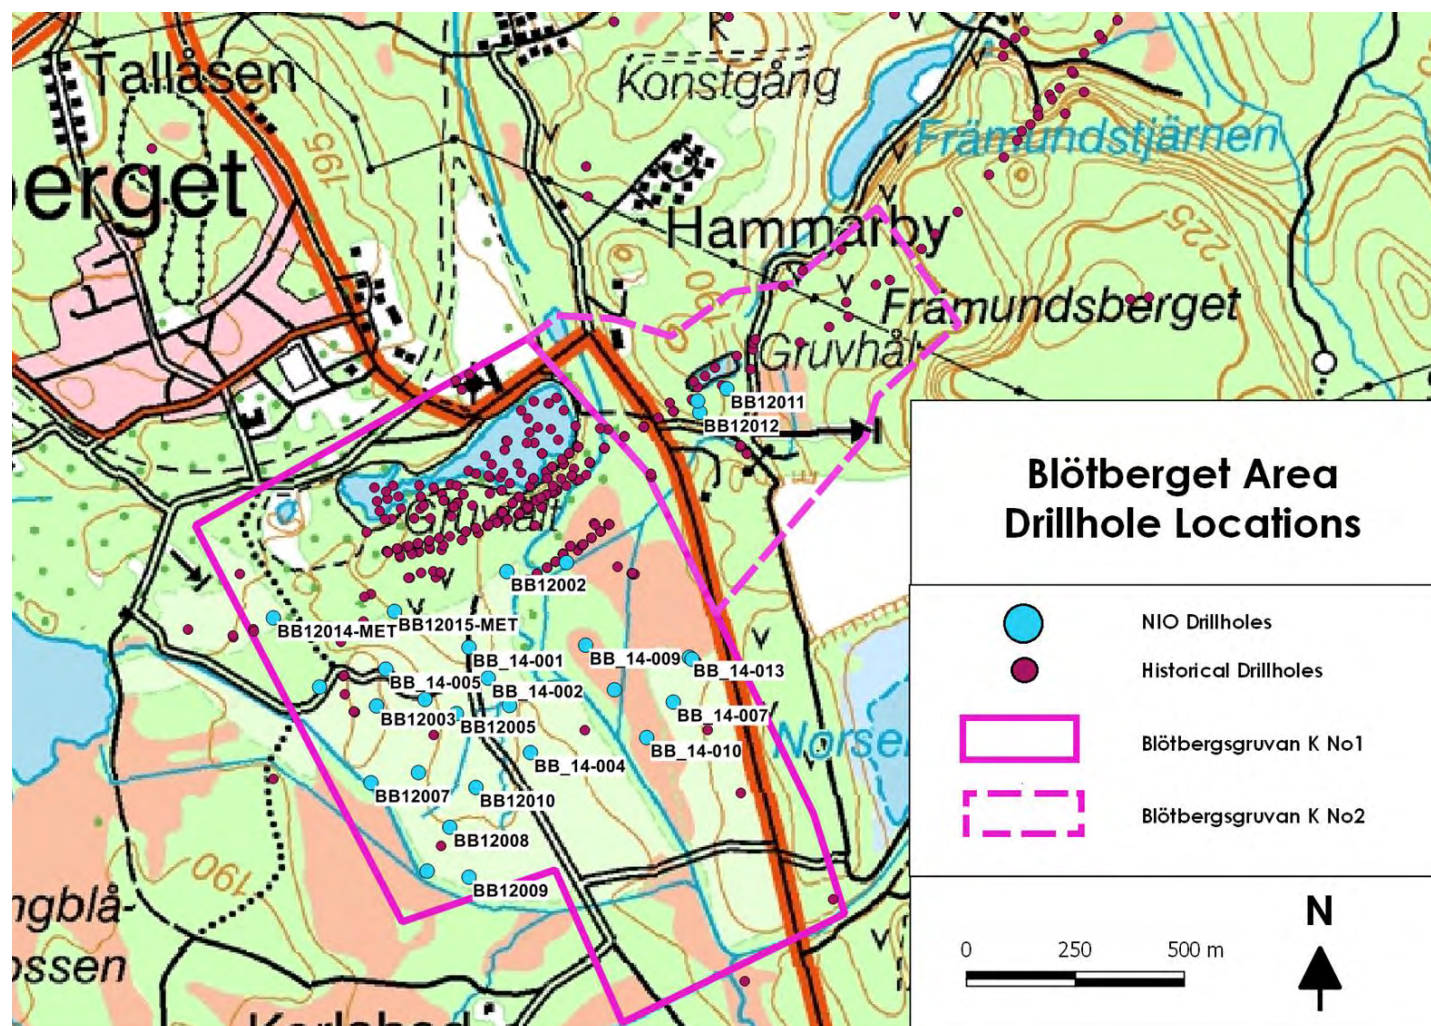 K
Tallåsen
Konstgång
Främundstjärnen
195
erget
Hammarby
225
Främundsberget
Gruvhål
BB12011
BB12012
Blötberget Area
Drillhole Locations
Gruvfält
BB12002
NIO Drillholes
BB12014-MET
BB12015-MET
BB_14-001
BB_14-009
BB_14-013
Historical Drillholes
BB_14-005
BB_14-002
BB12003
BB12005
BB_14-007
Norse
BB_14-010
Blötbergsgruvan K No1
BB_14-004
BB12007
BB12010
Blötbergsgruvan K No2
BB12008
190
BB12009
ngblå-
ossen
N
0 250 500 m